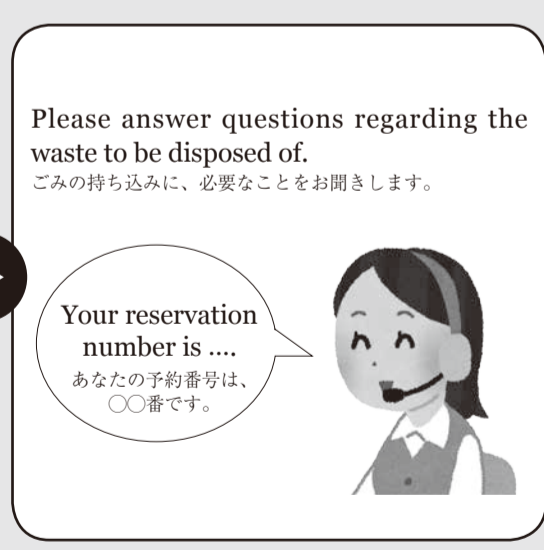 Please answer questions regarding the
waste to be disposed of.
ごみの持ち込みに、必要なことをお聞きします。
Your reservation
number is ....
あなたの予約番号は、
○○番です。